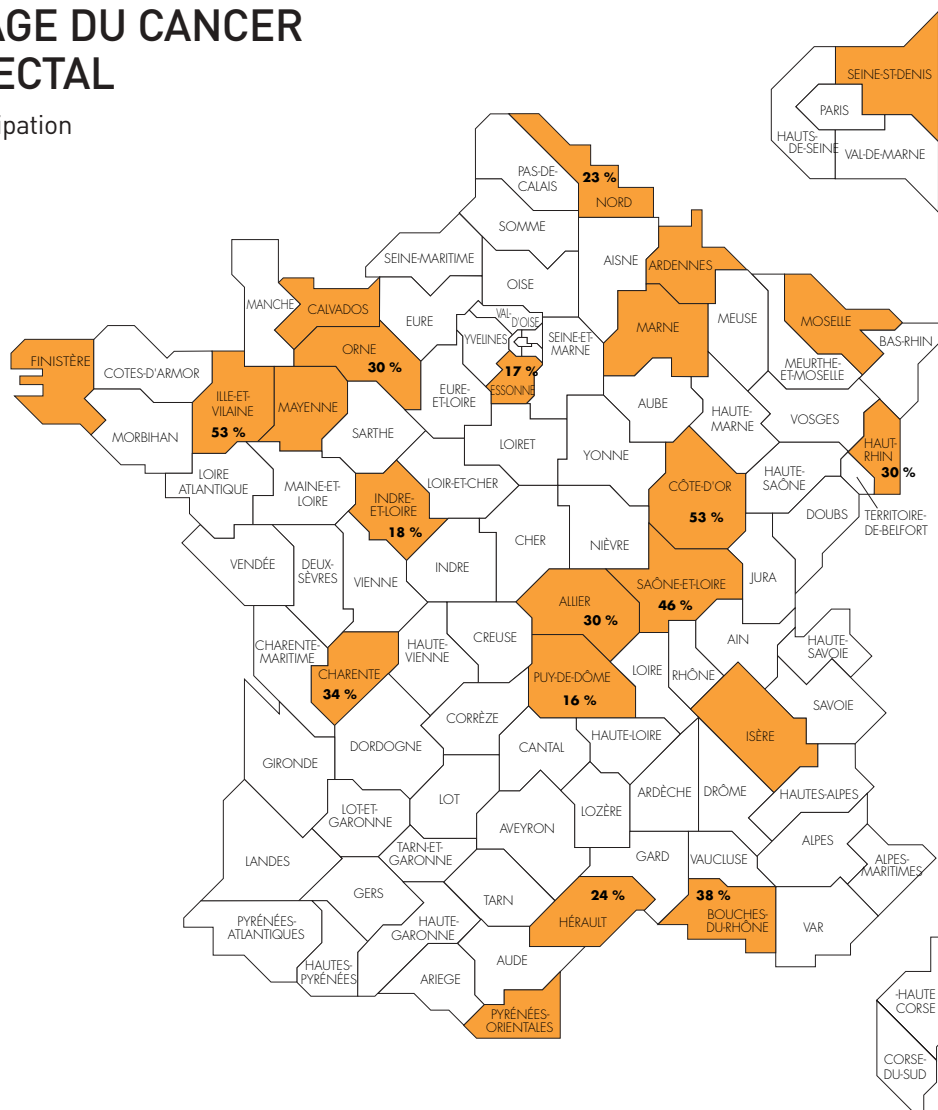 AGE DU CANCER
ECTAL
ipation
SEINE-ST-DENIS
PARIS
HAUTS-
DE-SEINE
VAL-DE-MARNE
PAS-DE-
CALAIS
23 %
NORD
SOMME
SEINE-MARITIME
AISNE
ARDENNES
OISE
MANCHE
CALVADOS
EURE
VAL-
D'OISE
MARNE
MEUSE
MOSELLE
BAS-RHIN
ORNE
30 %
YVELINES
SEINE-ET-
MARNE
MEURTHE-
ET-MOSELLE
FINISTÈRE
COTES-D'ARMOR
17 %
ESSONNE
ILLE-ET-
VILAINE
53 %
MAYENNE
EURE-
ET-LOIRE
AUBE
HAUTE-
MARNE
VOSGES
MORBIHAN
SARTHE
LOIRET
YONNE
HAUT-
RHIN
30 %
LOIRE
ATLANTIQUE
MAINE-ET-
LOIRE
INDRE-
ET-LOIRE
18 %
LOIR-ET-CHER
CÔTE-D'OR
53 %
HAUTE-
SAÔNE
DOUBS
TERRITOIRE-
DE-BELFORT
VENDÉE
DEUX-
SÈVRES
VIENNE
INDRE
CHER
NIÈVRE
JURA
SAÔNE-ET-LOIRE
46 %
ALLIER
30 %
CHARENTE-
MARITIME
HAUTE-
VIENNE
CREUSE
AIN
HAUTE-
SAVOIE
CHARENTE
34 %
PUY-DE-DÔME
16 %
LOIRE
RHÔNE
SAVOIE
CORRÈZE
ISÈRE
DORDOGNE
CANTAL
HAUTE-LOIRE
GIRONDE
LOT
LOZÈRE
ARDÈCHE
DRÔME
HAUTES-ALPES
LOT-ET-
GARONNE
AVEYRON
TARN-ET-
GARONNE
GARD
VAUCLUSE
ALPES
ALPES-
MARITIMES
LANDES
GERS
TARN
24 %
HÉRAULT
38 %
BOUCHES-
DU-RHÔNE
VAR
PYRÉNÉES-
ATLANTIQUES
HAUTE-
GARONNE
HAUTES-
PYRÉNÉES
ARIEGE
AUDE
PYRÉNÉES-
ORIENTALES
-HAUTE
CORSE
CORSE-
DU-SUD